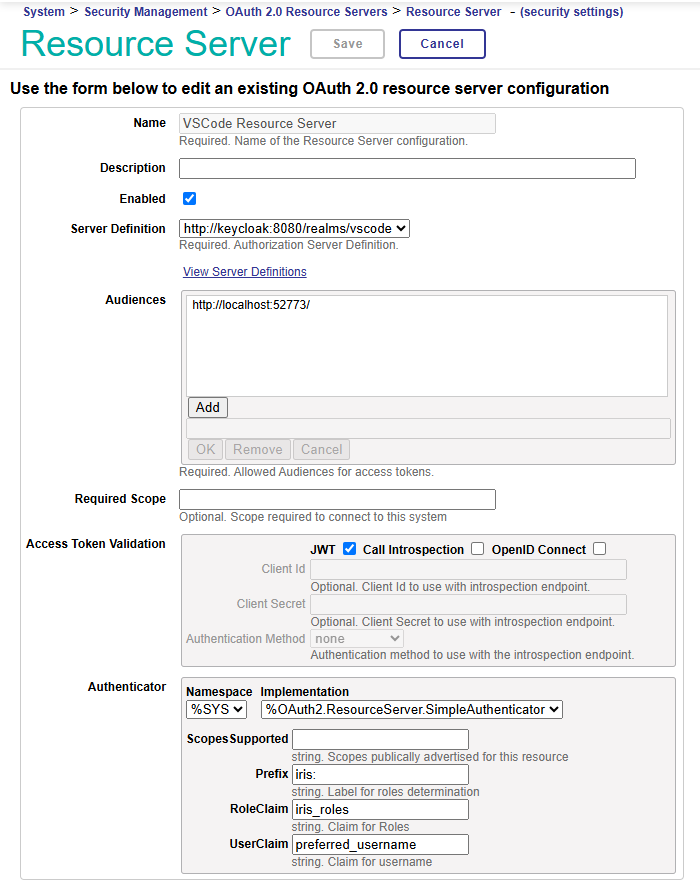 System > Security Management > OAuth 2.0 Resource Servers > Resource Server - (security settings)
Resource Server Save Cancel
Use the form below to edit an existing OAuth 2.0 resource server configuration
Name VSCode Resource Server
Required. Name of the Resource Server configuration.
Description
Enabled
Server Definition http://keycloak:8080/realms/vscode
Required. Authorization Server Definition.
View Server Definitions
Audiences
http://localhost:52773/
Add
OK Remove Cancel
Required. Allowed Audiences for access tokens.
Required Scope
Optional. Scope required to connect to this system
Access Token Validation
JWT Call Introspection OpenID Connect
Client Id
Optional. Client Id to use with introspection endpoint.
Client Secret
Optional. Client Secret to use with introspection endpoint.
Authentication Method none
Authentication method to use with the introspection endpoint.
Authenticator
Namespace Implementation
%SYS %OAuth2.ResourceServer.SimpleAuthenticator
ScopesSupported
string. Scopes publically advertised for this resource
Prefix iris:
string. Label for roles determination
RoleClaim iris_roles
string. Claim for Roles
UserClaim preferred_username
string. Claim for username